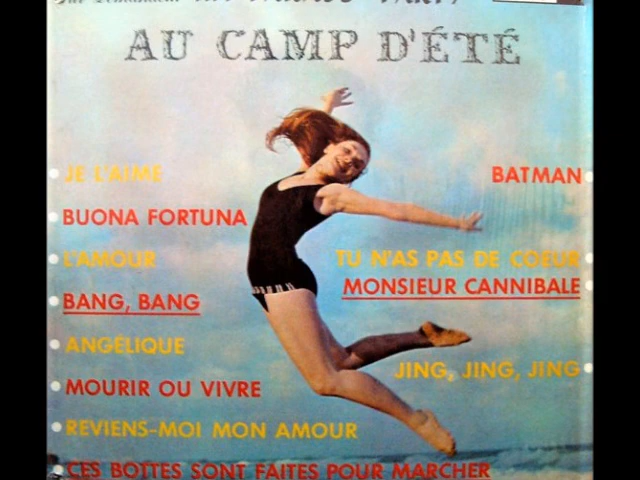 AU CAMP D'ÉTÉ
JE L'AIME
BUONA FORTUNA
L'AMOUR
BANG, BANG
ANGÉLIQUE
MOURIR OU VIVRE
REVIENS-MOI MON AMOUR
CES BOTTES SONT FAITES POUR MARCHER
BATMAN
TU N'AS PAS DE COEUR
MONSIEUR CANNIBALE
JING, JING, JING